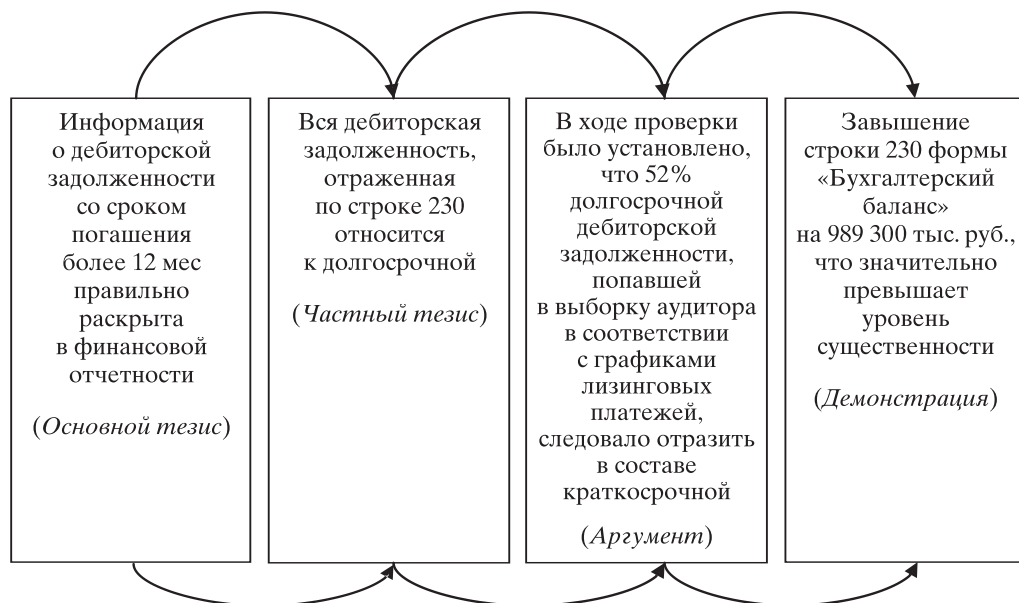 Информация
о дебиторской
задолженности
со сроком
погашения
более 12 мес
правильно
раскрыта
в финансовой
отчетности
(Основной тезис)
Вся дебиторская
задолженность,
отраженная
по строке 230
относится
к долгосрочной
(Частный тезис)
В ходе проверки
было установлено,
что 52%
долгосрочной
дебиторской
задолженности,
попавшей
в выборку аудитора
в соответствии
с графиками
лизинговых
платежей,
следовало отразить
в составе
краткосрочной
(Аргумент)
Завышение
строки 230 формы
«Бухгалтерский
баланс»
на 989 300 тыс. руб.,
что значительно
превышает
уровень
существенности
(Демонстрация)